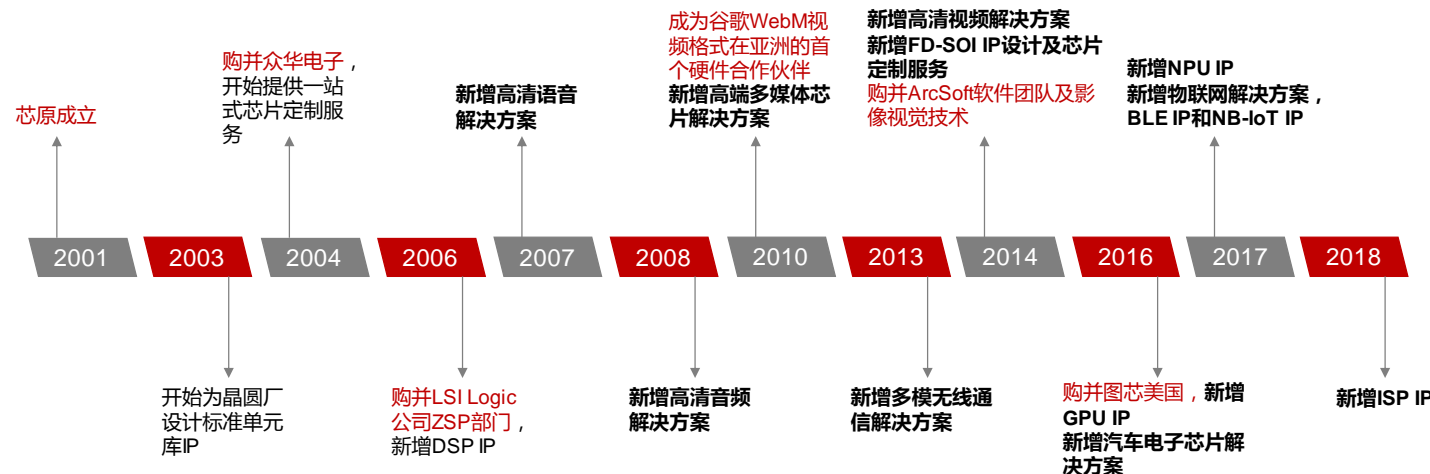 芯原成立
购并众华电子，
开始提供一站
式芯片定制服
务
新增高清语音
解决方案
成为谷歌WebM视
频格式在亚洲的首
个硬件合作伙伴
新增高端多媒体芯
片解决方案
新增高清视频解决方案
新增FD-SOI IP设计及芯片
定制服务
购并ArcSoft软件团队及影
像视觉技术
新增NPU IP
新增物联网解决方案，
BLE IP和NB-IoT IP
2001
2003
2004
2006
2007
2008
2010
2013
2014
2016
2017
2018
开始为晶圆厂
设计标准单元
库IP
购并LSI Logic
公司ZSP部门，
新增DSP IP
新增高清音频
解决方案
新增多模无线通
信解决方案
购并图芯美国，新增
GPU IP
新增汽车电子芯片解
决方案
新增ISP IP